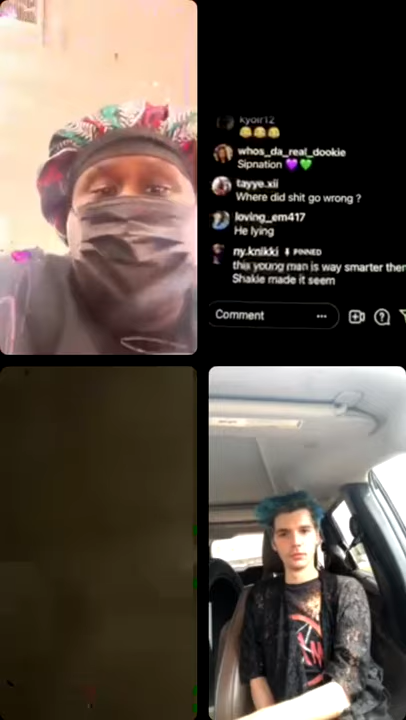 kyoir12
😂😂😂
whos_da_real_dookie
Sipnation 💜💚
tayye.xii
Where did shit go wrong ?
loving_em417
He lying
ny.knikki PINNED
this young man is way smarter then
Shakie made it seem
Comment